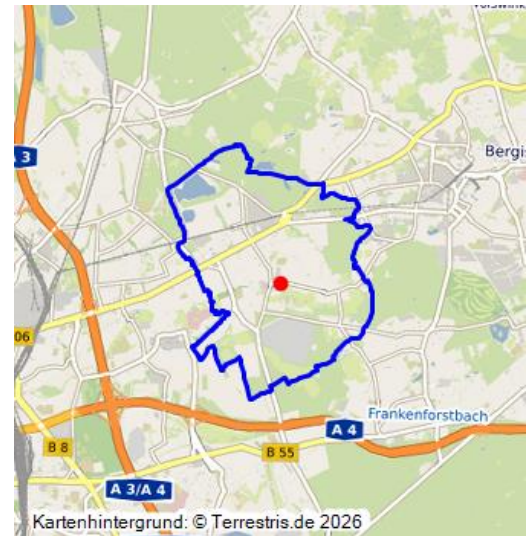 3
Bergis
06
Frankenforstbach
A 4
B 8
B 55
A 3/A 4
Kartenhintergrund: © Terrestris.de 2026